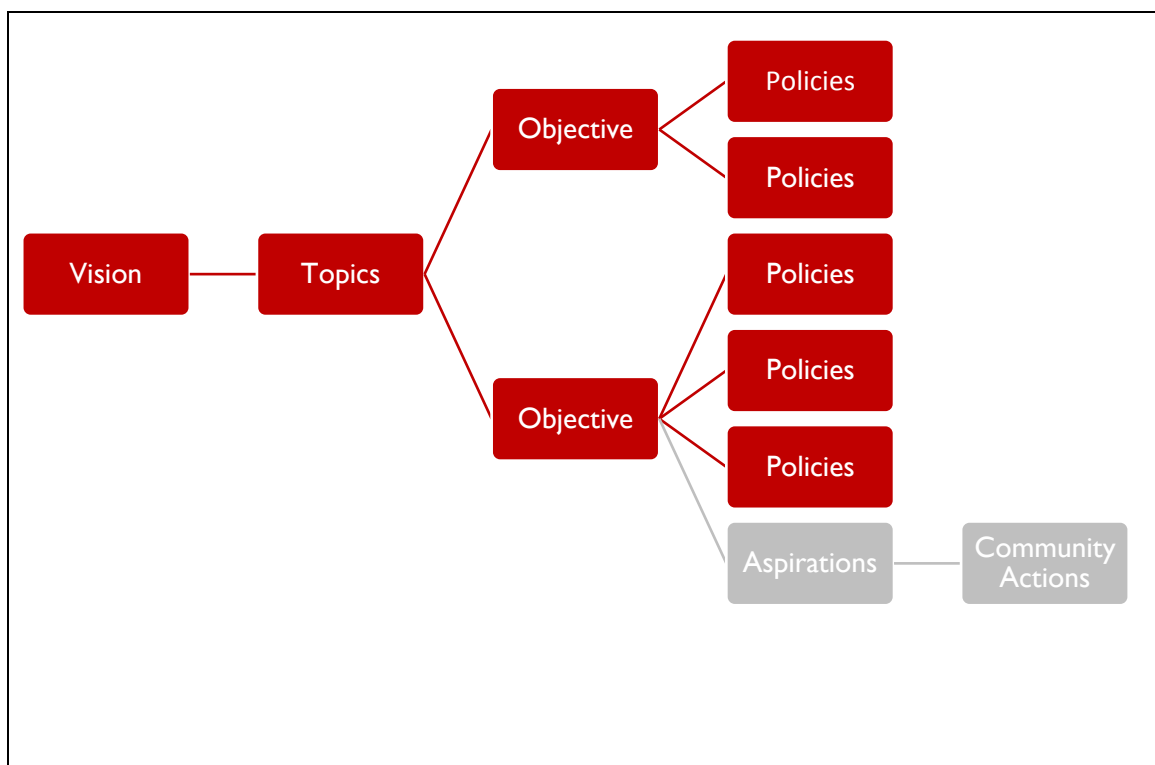 Policies
Objective
Policies
Vision
Topics
Policies
Policies
Objective
Policies
Aspirations
Community
Actions